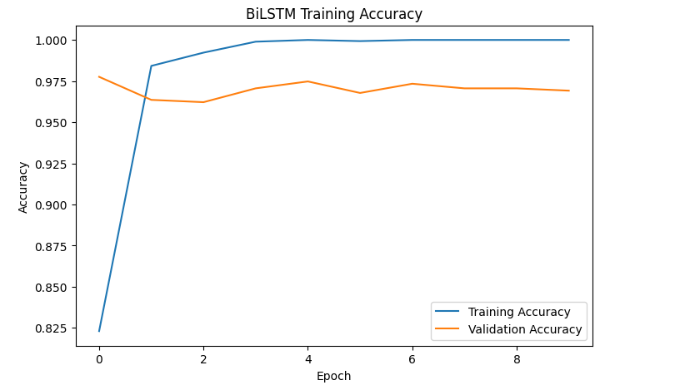 BiLSTM Training Accuracy
1.000
0.975
0.950
0.925
0.900
0.875
0.850
0.825
Accuracy
0 2 4 6 8
Epoch
Training Accuracy
Validation Accuracy